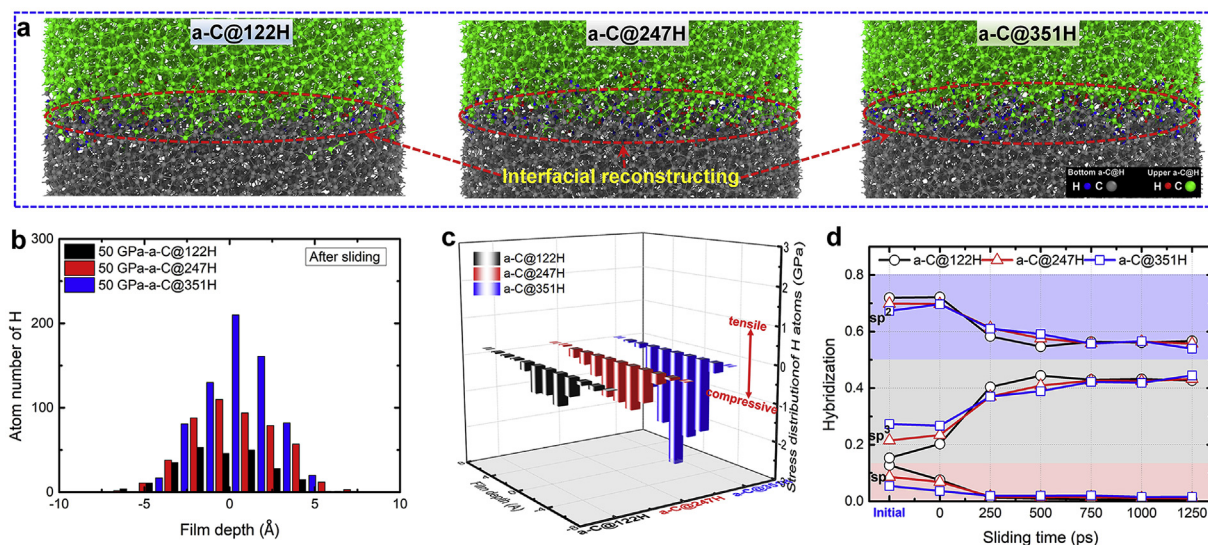 a
a-C@122H
a-C@247H
a-C@351H
Interfacial reconstructing
Bottom a-C@H
H C
Upper a-C@H
H C
b
300
200
100
0
Atom number of H
50 GPa-a-C@122H
50 GPa-a-C@247H
50 GPa-a-C@351H
After sliding
-10
-5
0
5
10
Film depth (Å)
c
a-C@122H
a-C@247H
a-C@351H
tensile
compressive
3
2
1
0
-1
-2
Stress distribution of H atoms (GPa)
Film depth (Å)
a-C@122H
a-C@247H
d
a-C@122H
a-C@247H
a-C@351H
0.8
0.6
0.4
0.2
0.0
Hybridization
sp2
sp3
sp
Initial
0
250
500
750
1000
1250
Sliding time (ps)